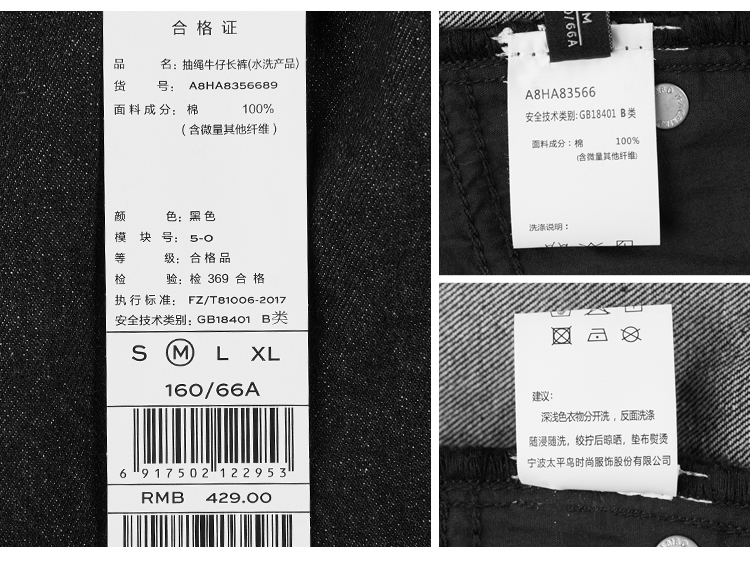 合格证
品 名: 抽绳牛仔长裤(水洗产品)
货 号: A8HA8356689
面料成分: 棉 100%
(含微量其他纤维)
颜 色: 黑色
模 块 号: 5-0
等 级: 合格品
检 验: 检 369 合格
执行标准: FZ/T81006-2017
安全技术类别: GB18401 B类
S M L XL
160/66A
6 917502 122953
RMB 429.00
M
0/66A
A8HA83566
安全技术类别: GB18401 B 类
面料成分: 棉 100%
(含微量其他纤维)
洗涤说明:
建议:
深浅色衣物分开洗, 反面洗涤
随浸随洗, 绞拧后晾晒, 垫布熨烫
宁波太平鸟时尚服饰股份有限公司